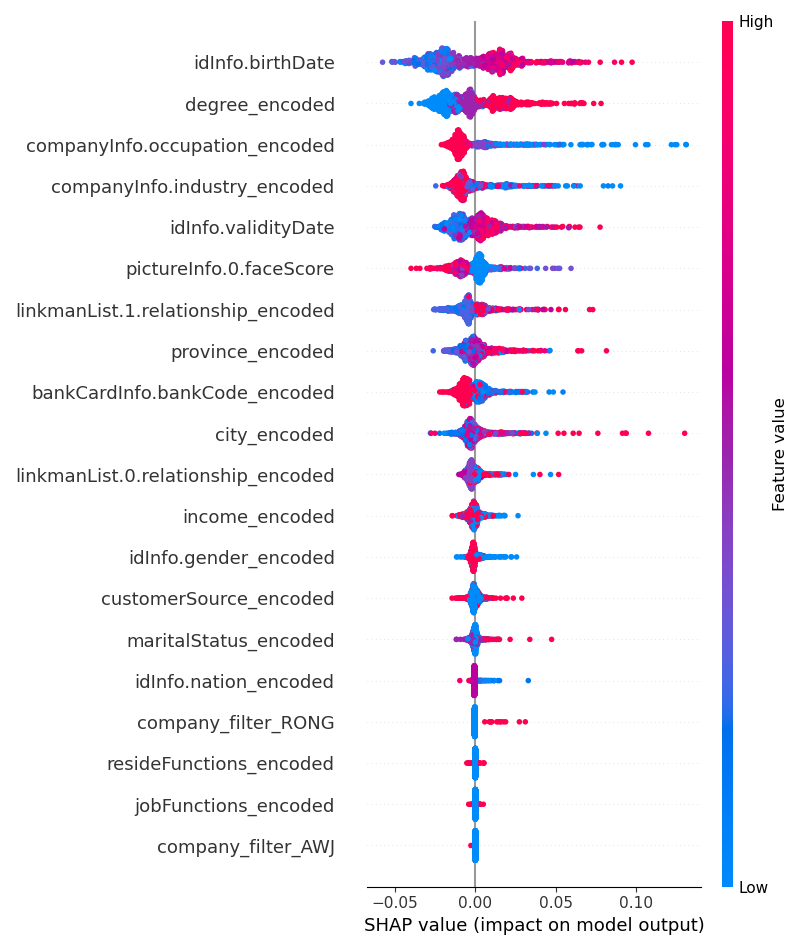 High
idInfo.birthDate
degree_encoded
companyInfo.occupation_encoded
companyInfo.industry_encoded
idInfo.validityDate
pictureInfo.0.faceScore
linkmanList.1.relationship_encoded
province_encoded
bankCardInfo.bankCode_encoded
city_encoded
linkmanList.0.relationship_encoded
income_encoded
idInfo.gender_encoded
customerSource_encoded
maritalStatus_encoded
idInfo.nation_encoded
company_filter_RONG
resideFunctions_encoded
jobFunctions_encoded
company_filter_AWJ
Feature value
Low
−0.05 0.00 0.05 0.10
SHAP value (impact on model output)